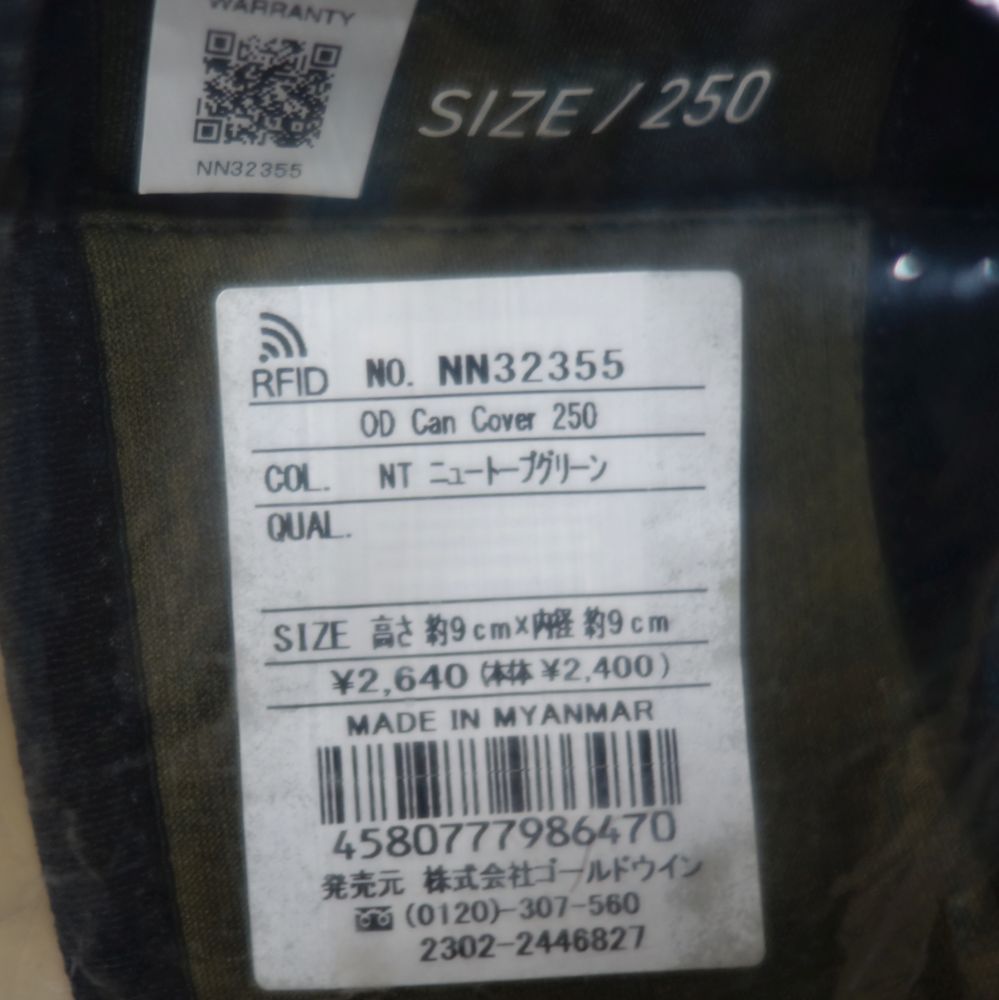 WARRANTY
NN32355
SIZE / 250
RFID NO. NN32355
OD Can Cover 250
COL. NT ニュートープグリーン
QUAL.
SIZE 高さ 約9cm×内径 約9cm
¥2,640 (本体 ¥2,400)
MADE IN MYANMAR
4580777986470
発売元 株式会社ゴールドウイン
(0120)-307-560
2302-2446827